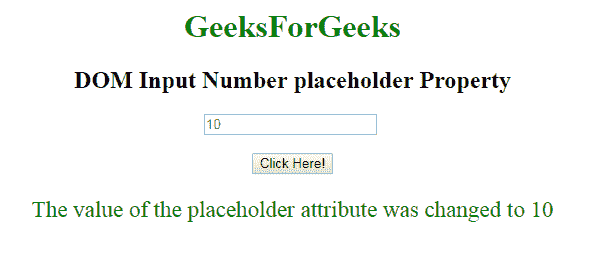 GeeksForGeeks
DOM Input Number placeholder Property
10
Click Here!
The value of the placeholder attribute was changed to 10